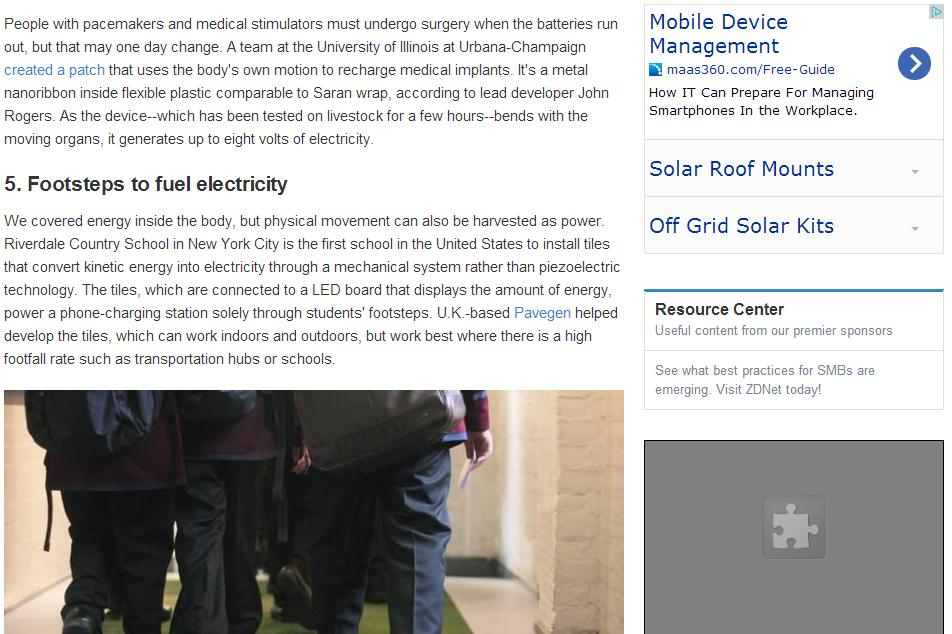 People with pacemakers and medical stimulators must undergo surgery when the batteries run
out, but that may one day change. A team at the University of Illinois at Urbana-Champaign
created a patch that uses the body's own motion to recharge medical implants. It's a metal
nanoribbon inside flexible plastic comparable to Saran wrap, according to lead developer John
Rogers. As the device--which has been tested on livestock for a few hours--bends with the
moving organs, it generates up to eight volts of electricity.
5. Footsteps to fuel electricity
We covered energy inside the body, but physical movement can also be harvested as power.
Riverdale Country School in New York City is the first school in the United States to install tiles
that convert kinetic energy into electricity through a mechanical system rather than piezoelectric
technology. The tiles, which are connected to a LED board that displays the amount of energy,
power a phone-charging station solely through students' footsteps. U.K.-based Pavegen helped
develop the tiles, which can work indoors and outdoors, but work best where there is a high
footfall rate such as transportation hubs or schools.
Mobile Device
Management
maas360.com/Free-Guide
How IT Can Prepare For Managing
Smartphones In the Workplace.
Solar Roof Mounts
Off Grid Solar Kits
Resource Center
Useful content from our premier sponsors
See what best practices for SMBs are
emerging. Visit ZDNet today!